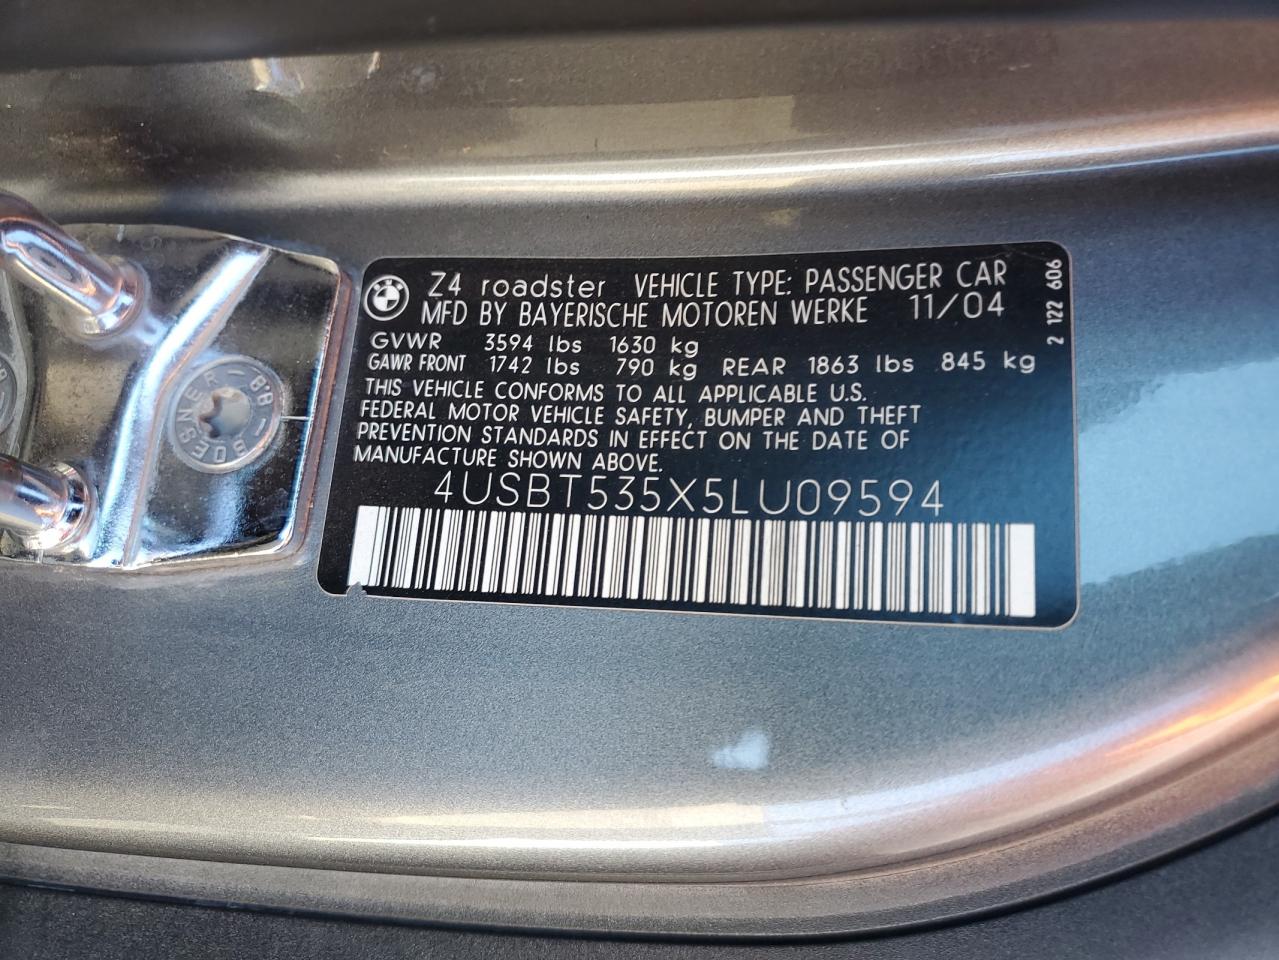 Z4 roadster VEHICLE TYPE: PASSENGER CAR
MFD BY BAYERISCHE MOTOREN WERKE 11/04
GVWR 3594 lbs 1630 kg
GAWR FRONT 1742 lbs 790 kg REAR 1863 lbs 845 kg
THIS VEHICLE CONFORMS TO ALL APPLICABLE U.S.
FEDERAL MOTOR VEHICLE SAFETY, BUMPER AND THEFT
PREVENTION STANDARDS IN EFFECT ON THE DATE OF
MANUFACTURE SHOWN ABOVE.
4USBT535X5LU09594
2 122 606
BOESNER - 8.8 -